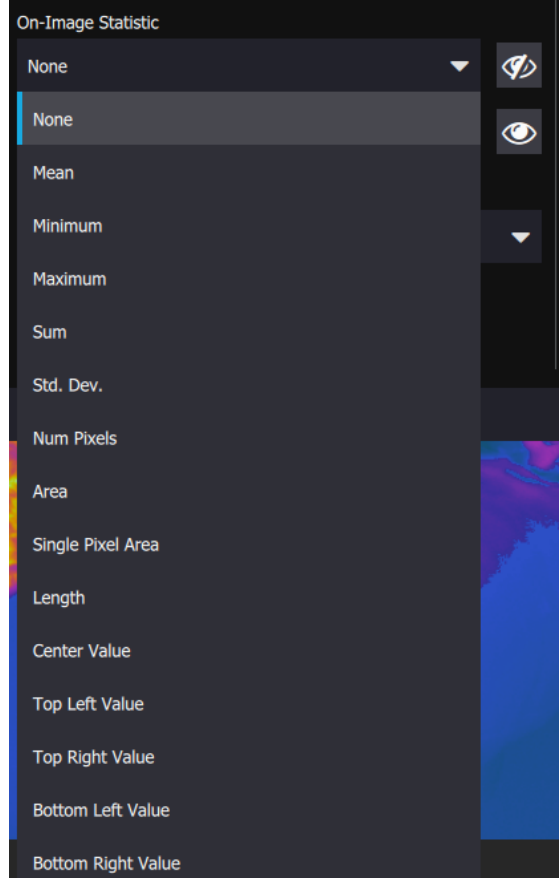 On-Image Statistic
None
None
Mean
Minimum
Maximum
Sum
Std. Dev.
Num Pixels
Area
Single Pixel Area
Length
Center Value
Top Left Value
Top Right Value
Bottom Left Value
Bottom Right Value